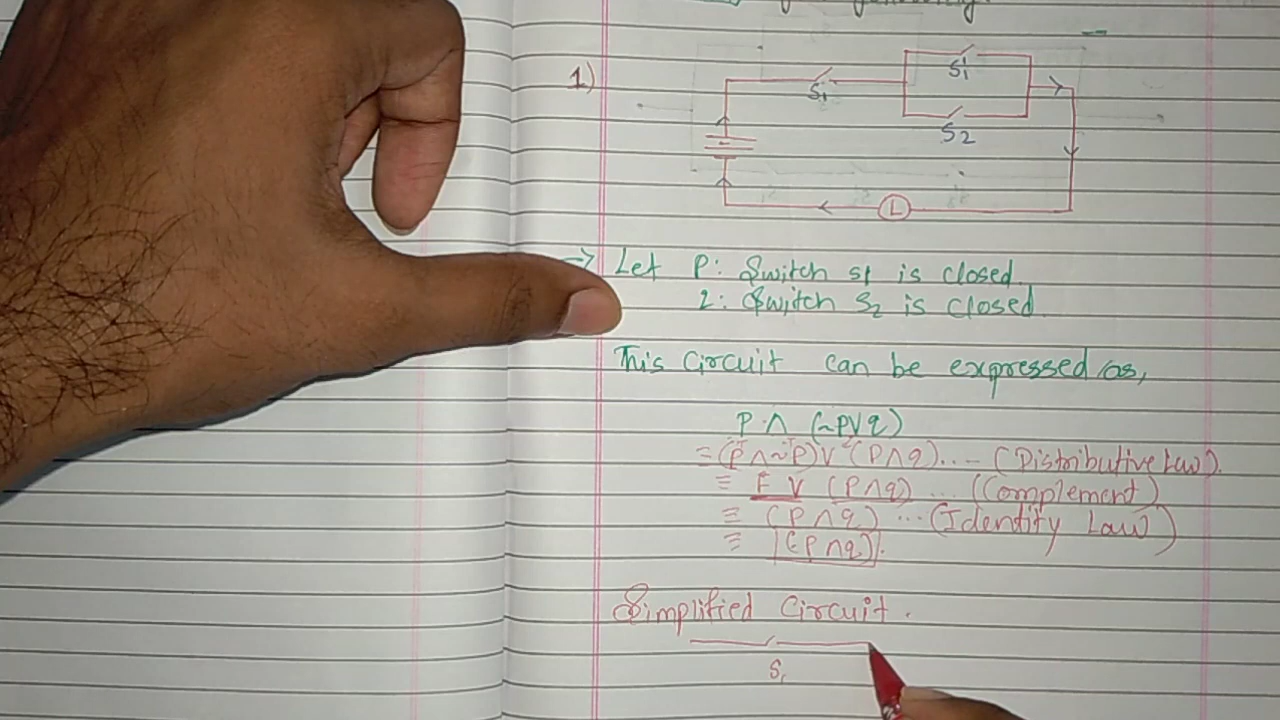 1)
S₁
S₁'
S2
L
→ Let P: Switch s1 is closed.
2: Switch S₂ is closed
This Circuit can be expressed as,
P ∧ (~P∨q)
≡ (P∧~P)∨(P∧q).... (Distributive Law).
≡ F ∨ (P∧q) ... (Complement)
≡ (P∧q) ... (Identity Law)
≡ (P∧q).
Simplified Circuit.
S₁